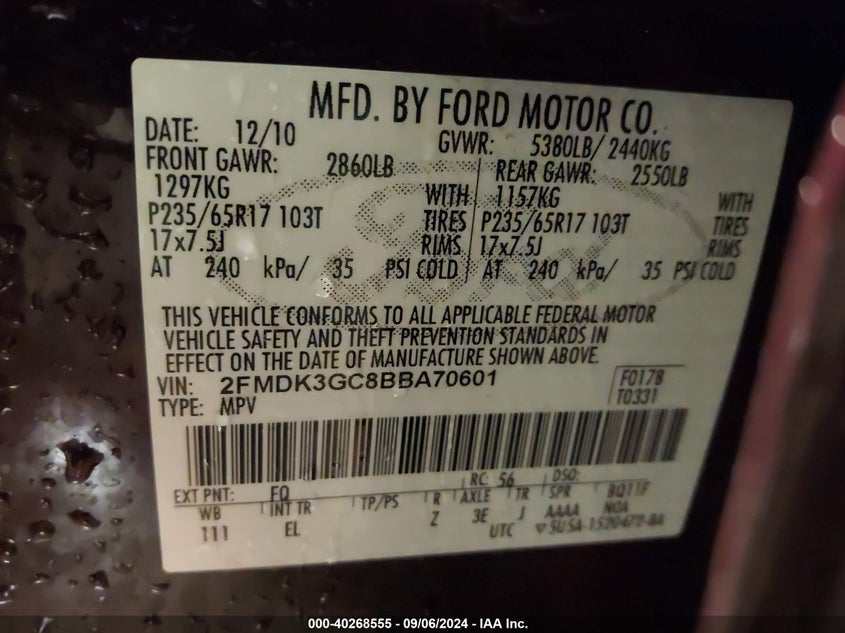 MFD. BY FORD MOTOR CO.
DATE: 12/10 GVWR: 5380LB/ 2440KG
FRONT GAWR: 2860LB REAR GAWR: 2550LB
1297KG WITH 1157KG WITH
P235/65R17 103T TIRES P235/65R17 103T TIRES
17x7.5J RIMS 17x7.5J RIMS
AT 240 kPa/ 35 PSI COLD AT 240 kPa/ 35 PSI COLD
THIS VEHICLE CONFORMS TO ALL APPLICABLE FEDERAL MOTOR
VEHICLE SAFETY AND THEFT PREVENTION STANDARDS IN
EFFECT ON THE DATE OF MANUFACTURE SHOWN ABOVE.
VIN: 2FMDK3GC8BBA70601 F0178
TYPE: MPV T0331
EXT PNT: FQ RC: 56 DSO:
WB INT TR TP/PS R AXLE TR SPR BQ11F
111 EL Z 3E J AAAA NOA
UTC ▽5U5A-1520472-BA
000-40268555 - 09/06/2024 - IAA Inc.